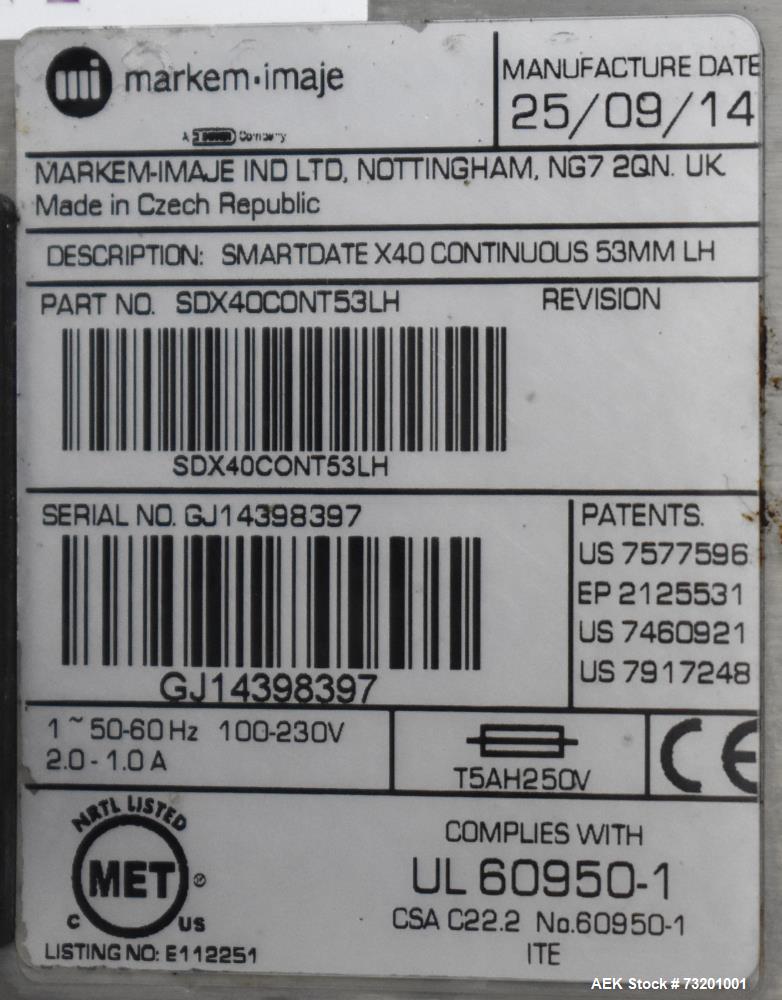 mi markem·imaje
MANUFACTURE DATE
25/09/14
A DOVER Company
MARKEM-IMAJE IND LTD, NOTTINGHAM, NG7 2QN. UK
Made in Czech Republic
DESCRIPTION: SMARTDATE X40 CONTINUOUS 53MM LH
PART NO. SDX40CONT53LH
REVISION
SDX40CONT53LH
SERIAL NO. GJ14398397
GJ14398397
PATENTS.
US 7577596
EP 2125531
US 7460921
US 7917248
1 ~ 50-60 Hz 100-230V
2.0 - 1.0 A
T5AH250V
CE
NRTL LISTED
MET ®
C US
LISTING NO: E112251
COMPLIES WITH
UL 60950-1
CSA C22.2 No.60950-1
ITE
AEK Stock # 73201001